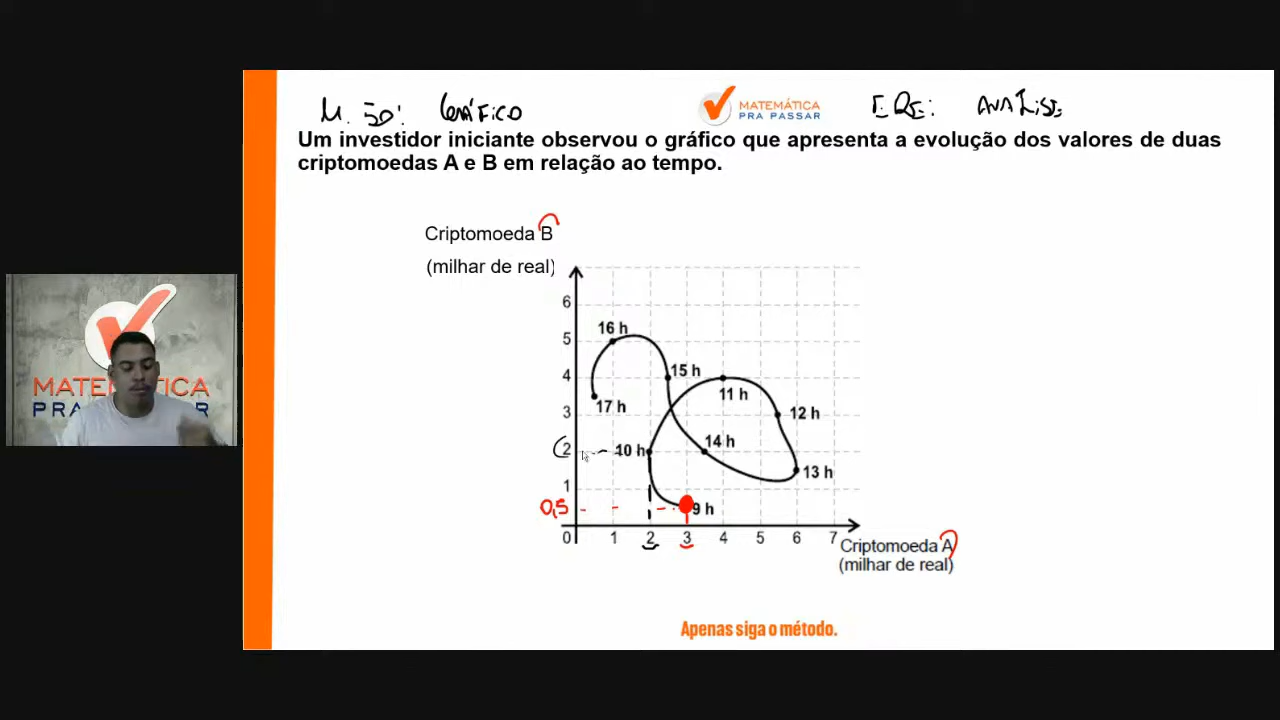 M. 50: GRÁFICO
MATEMÁTICA
PRA PASSAR
EQE: ANÁLISE
Um investidor iniciante observou o gráfico que apresenta a evolução dos valores de duas
criptomoedas A e B em relação ao tempo.
Criptomoeda B
(milhar de real)
6
5
4
3
2
1
0,5
16 h
15 h
17 h
11 h
12 h
14 h
10 h
13 h
9 h
0 1 2 3 4 5 6 7
Criptomoeda A
(milhar de real)
Apenas siga o método.
MATEMÁTICA